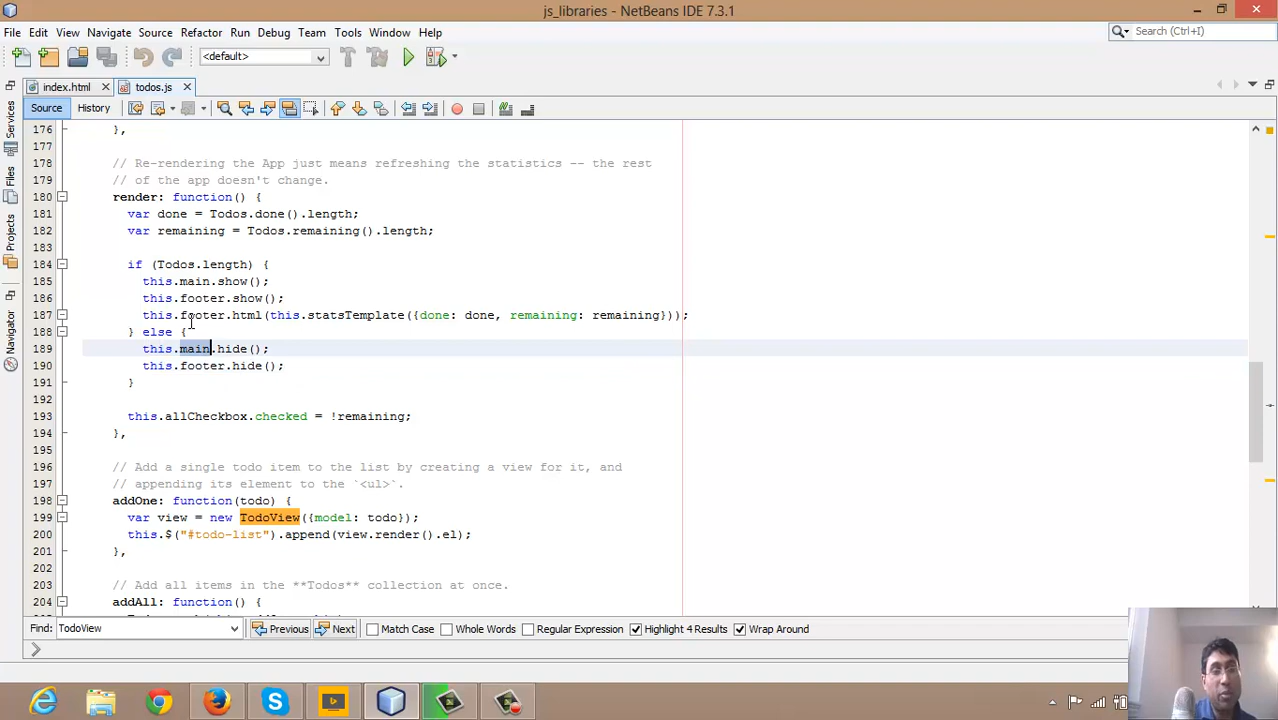 js_libraries - NetBeans IDE 7.3.1
File Edit View Navigate Source Refactor Run Debug Team Tools Window Help
Search (Ctrl+I)
<default>
index.html todos.js
Source History
Services
Files
Projects
Navigator
176 },
177
178 // Re-rendering the App just means refreshing the statistics -- the rest
179 // of the app doesn't change.
180 render: function() {
181 var done = Todos.done().length;
182 var remaining = Todos.remaining().length;
183
184 if (Todos.length) {
185 this.main.show();
186 this.footer.show();
187 this.footer.html(this.statsTemplate({done: done, remaining: remaining}));
188 } else {
189 this.main.hide();
190 this.footer.hide();
191 }
192
193 this.allCheckbox.checked = !remaining;
194 },
195
196 // Add a single todo item to the list by creating a view for it, and
197 // appending its element to the `<ul>`.
198 addOne: function(todo) {
199 var view = new TodoView({model: todo});
200 this.$("#todo-list").append(view.render().el);
201 },
202
203 // Add all items in the **Todos** collection at once.
204 addAll: function() {
Find: TodoView Previous Next Match Case Whole Words Regular Expression Highlight 4 Results Wrap Around